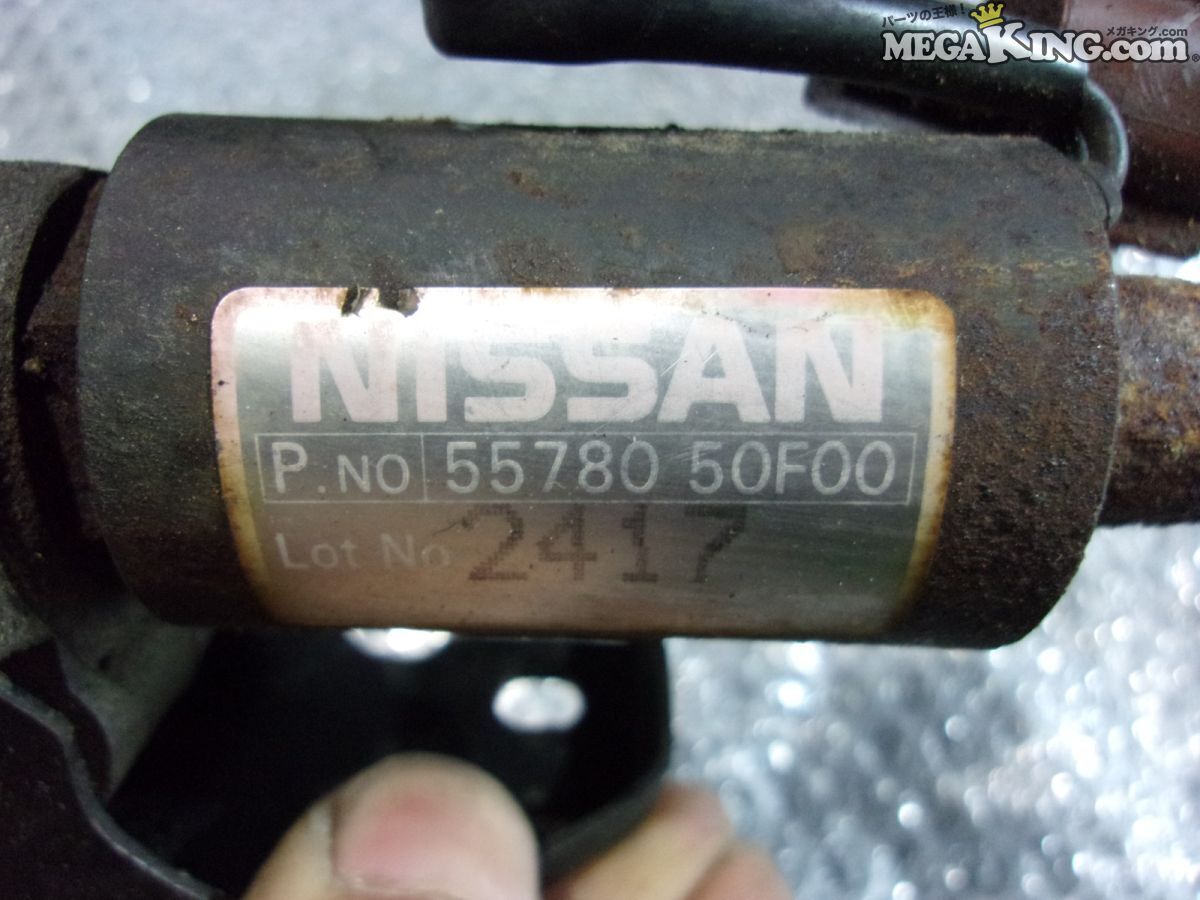 パーツの王様！
メガキング.com
MEGAKING.com®
NISSAN
P.NO 55780 50F00
Lot No 2417